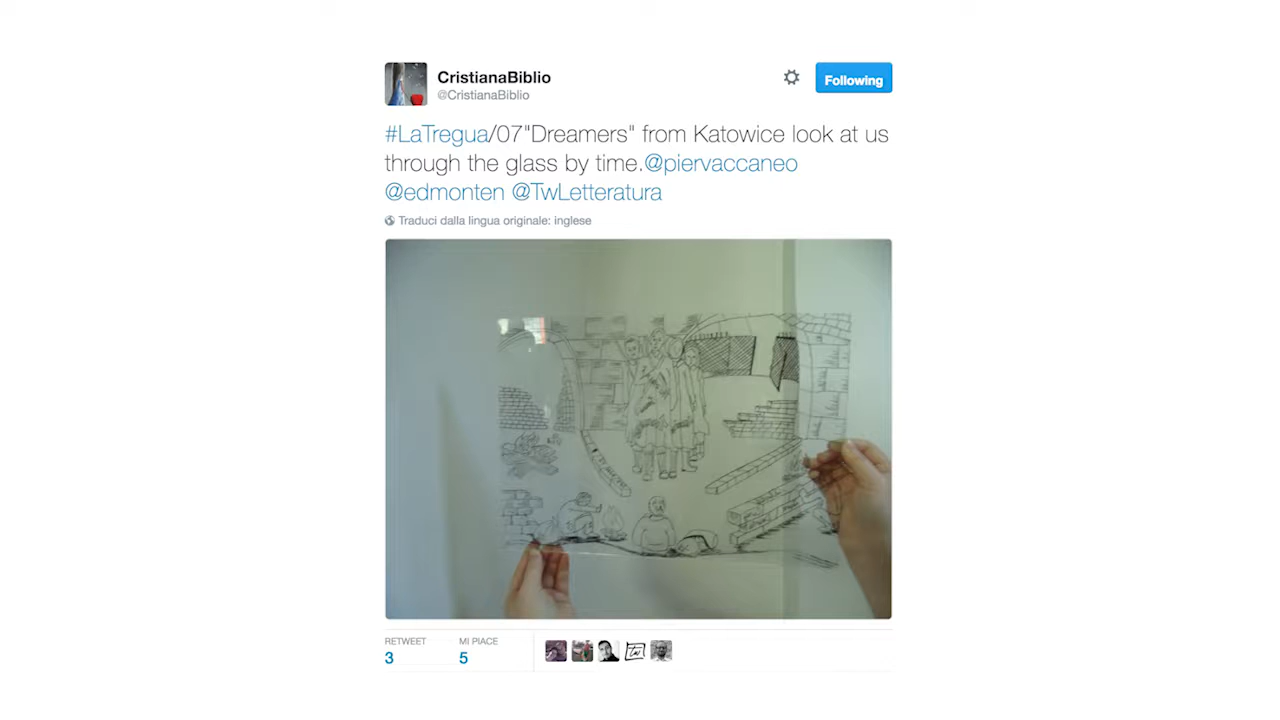 CristianaBiblio
@CristianaBiblio
Following
#LaTregua/07"Dreamers" from Katowice look at us
through the glass by time.@piervaccaneo
@edmonten @TwLetteratura
Traduci dalla lingua originale: inglese
RETWEET
MI PIACE
3
5
tw